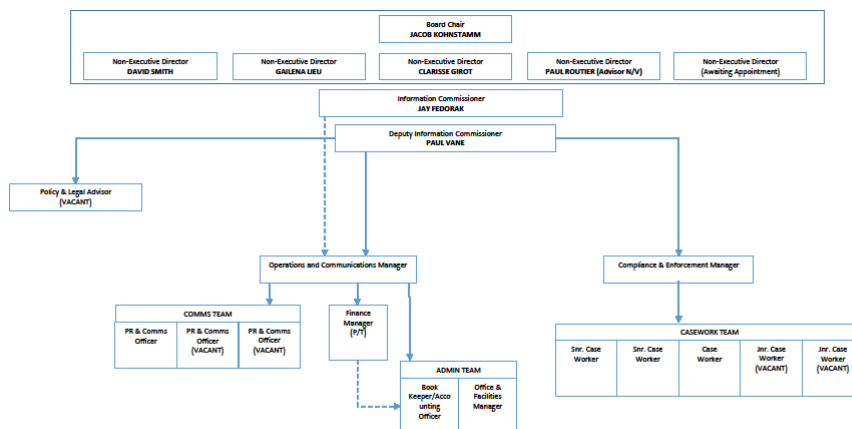 Board Chair
JACOB KOHNSTAMM
Non-Executive Director
DAVID SMITH
Non-Executive Director
GAILENA LIEU
Non-Executive Director
CLARISSE GIROT
Non-Executive Director
PAUL ROUTIER (Advisor N/V)
Non-Executive Director
(Awaiting Appointment)
Information Commissioner
JAY FEDORAK
Deputy Information Commissioner
PAUL VANE
Policy & Legal Advisor
(VACANT)
Operations and Communications Manager
Compliance & Enforcement Manager
COMMS TEAM
PR & Comms
Officer
PR & Comms
Officer
(VACANT)
PR & Comms
Officer
(VACANT)
Finance
Manager
(P/T)
ADMIN TEAM
Book
Keeper/Acco
unting
Officer
Office &
Facilities
Manager
CASEWORK TEAM
Snr. Case
Worker
Snr. Case
Worker
Case
Worker
Jnr. Case
Worker
(VACANT)
Jnr. Case
Worker
(VACANT)